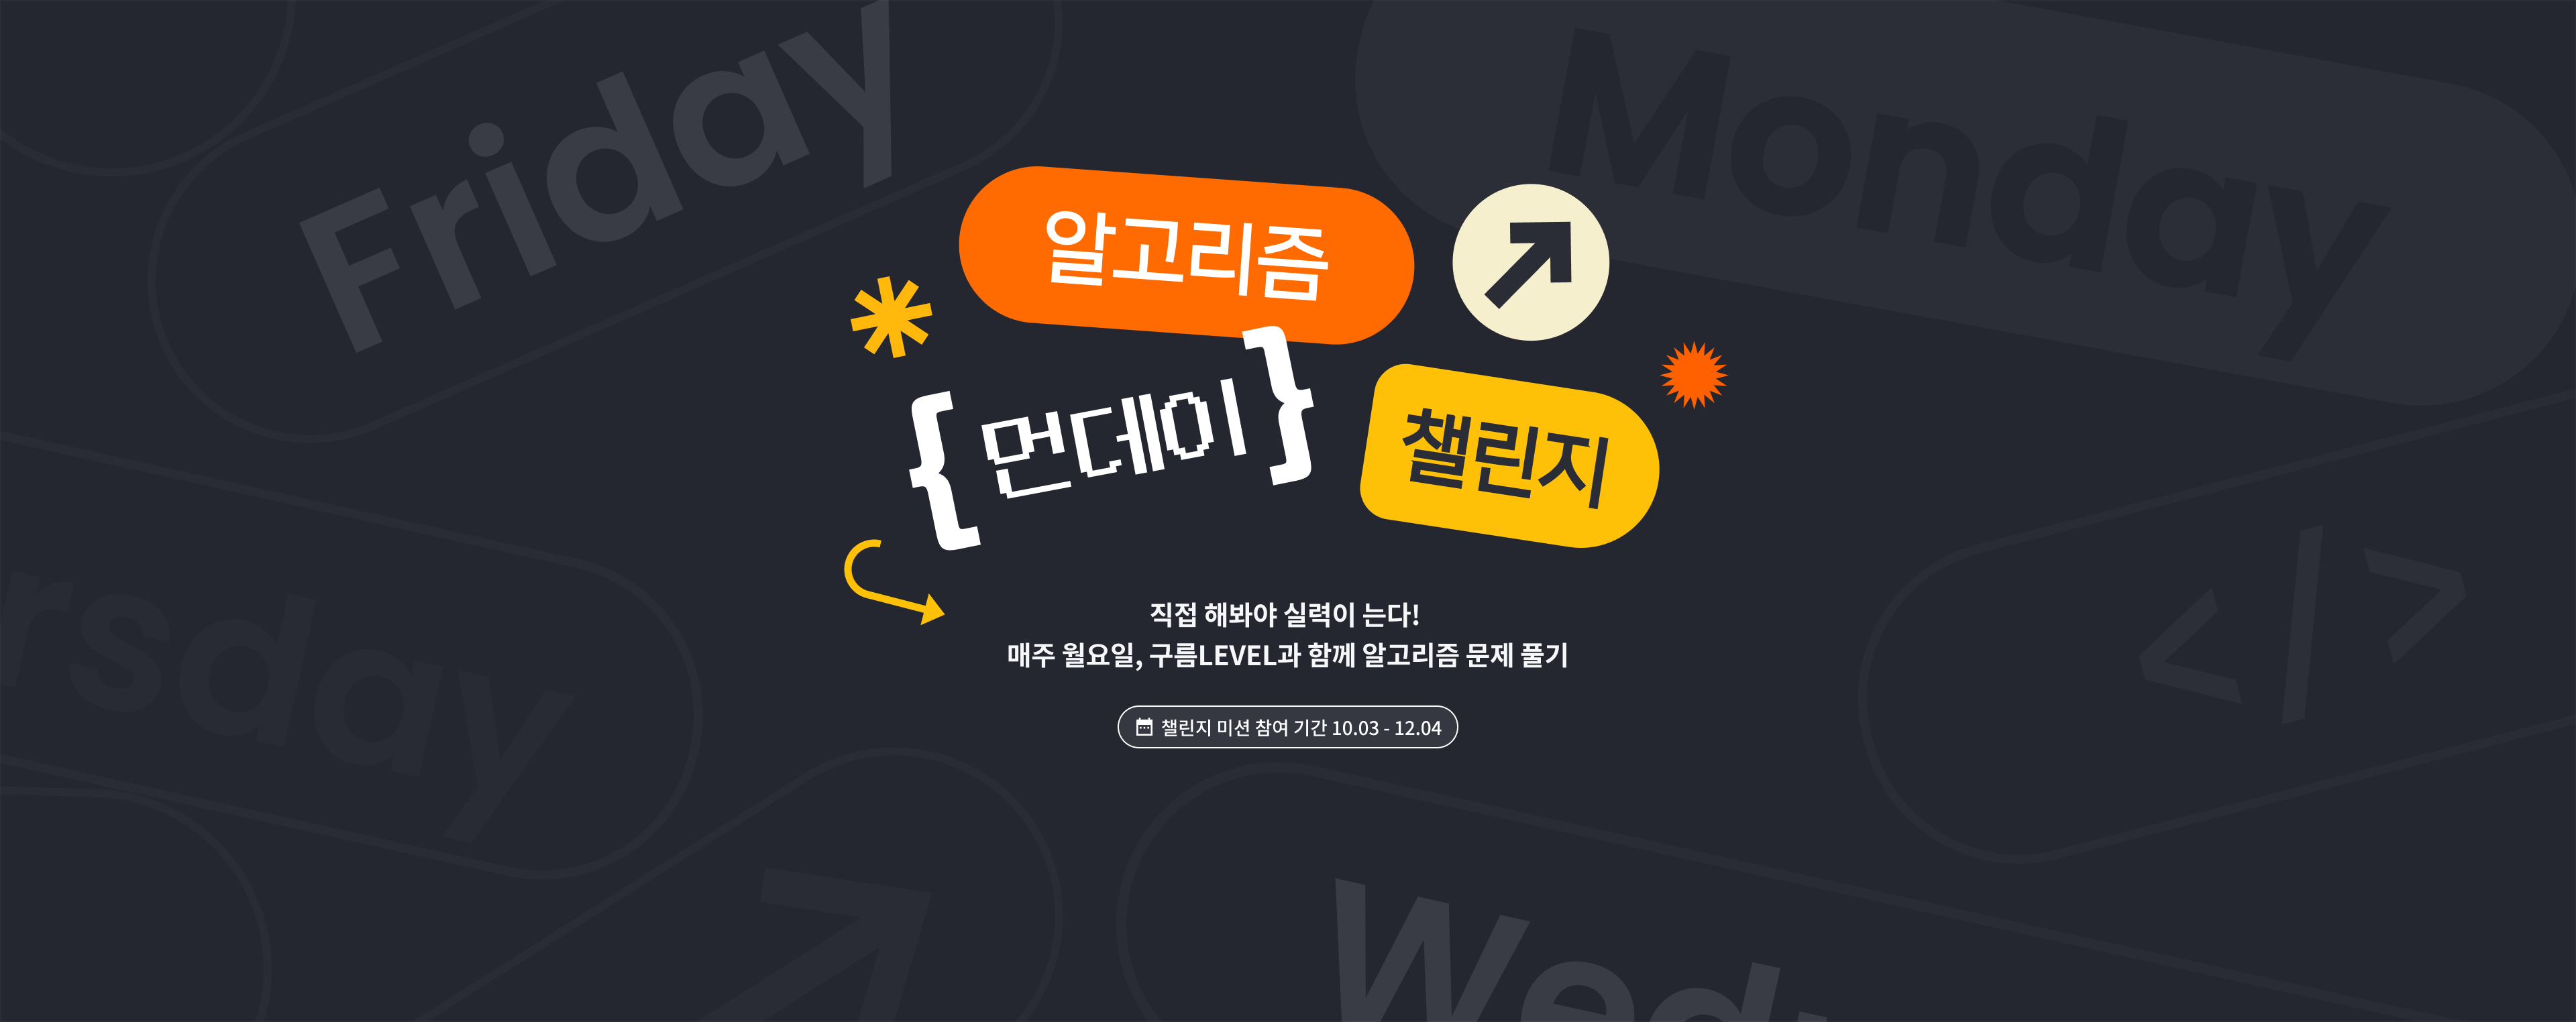 Friday
Monday
알고리즘
{먼데이}
챌린지
rsday
</>
직접 해봐야 실력이 는다!
매주 월요일, 구름LEVEL과 함께 알고리즘 문제 풀기
챌린지 미션 참여 기간 10.03 - 12.04